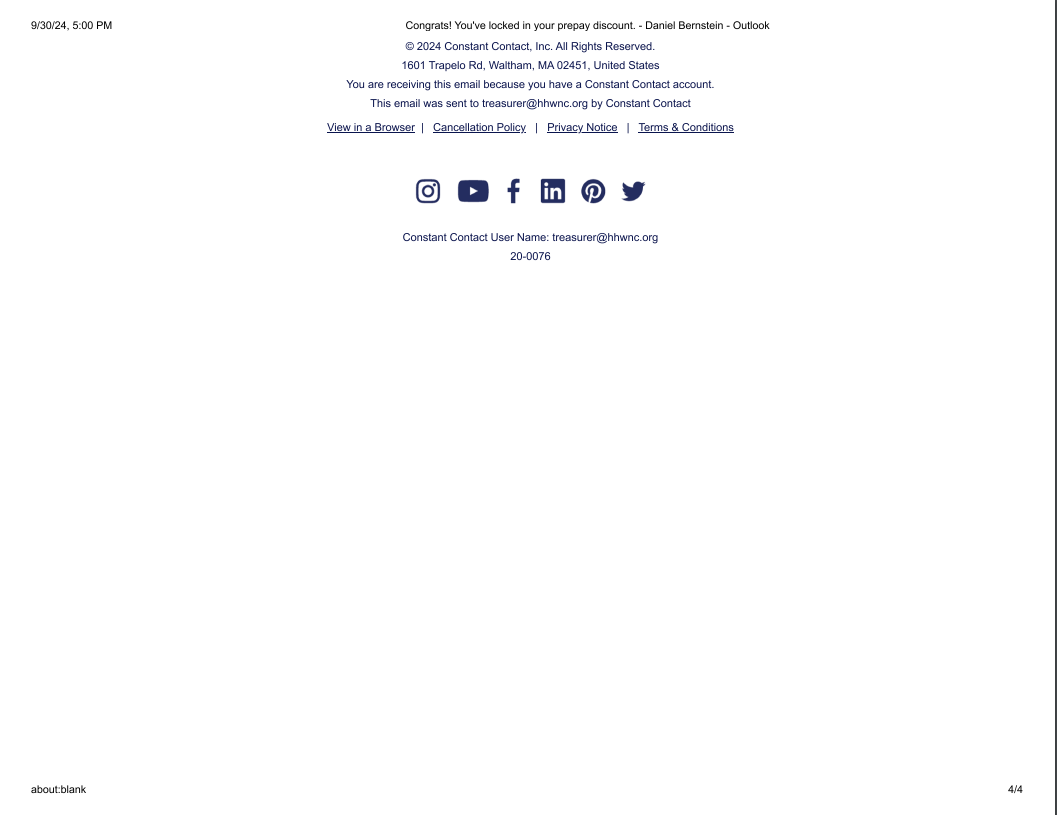 9/30/24, 5:00 PM Congrats! You've locked in your prepay discount. - Daniel Bernstein - Outlook
© 2024 Constant Contact, Inc. All Rights Reserved.
1601 Trapelo Rd, Waltham, MA 02451, United States
You are receiving this email because you have a Constant Contact account.
This email was sent to treasurer@hhwnc.org by Constant Contact
View in a Browser | Cancellation Policy | Privacy Notice | Terms & Conditions
Constant Contact User Name: treasurer@hhwnc.org
20-0076
about:blank 4/4